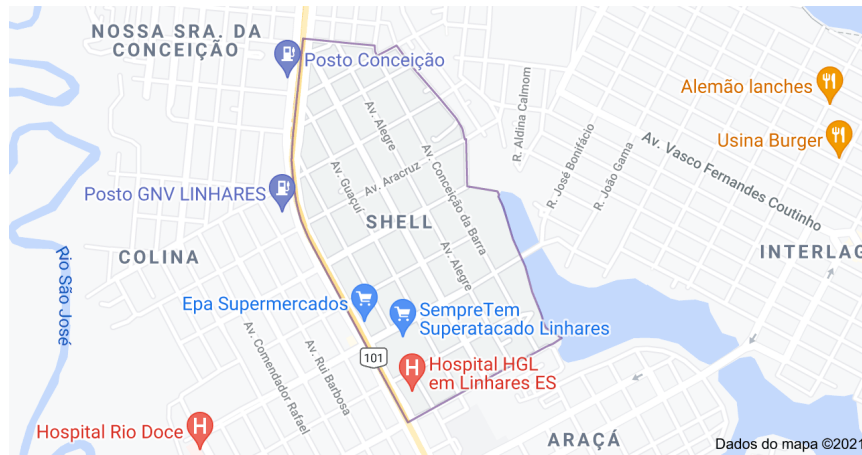 NOSSA SRA. DA
CONCEIÇÃO
Posto Conceição
Alemão lanches
Usina Burger
R. Aldina Calmom
Av. Alegre
R. José Bonifácio
Av. Vasco Fernandes Coutinho
R. João Gama
Av. Aracruz
Av. Guaçuí
Av. Conceição da Barra
Posto GNV LINHARES
SHELL
COLINA
INTERLAG
Rio São José
Av. Alegre
Epa Supermercados
SempreTem
Superatacado Linhares
101
Av. Comendador Rafael
Av. Rui Barbosa
Hospital HGL
em Linhares ES
Hospital Rio Doce
ARAÇÁ
Dados do mapa ©2021